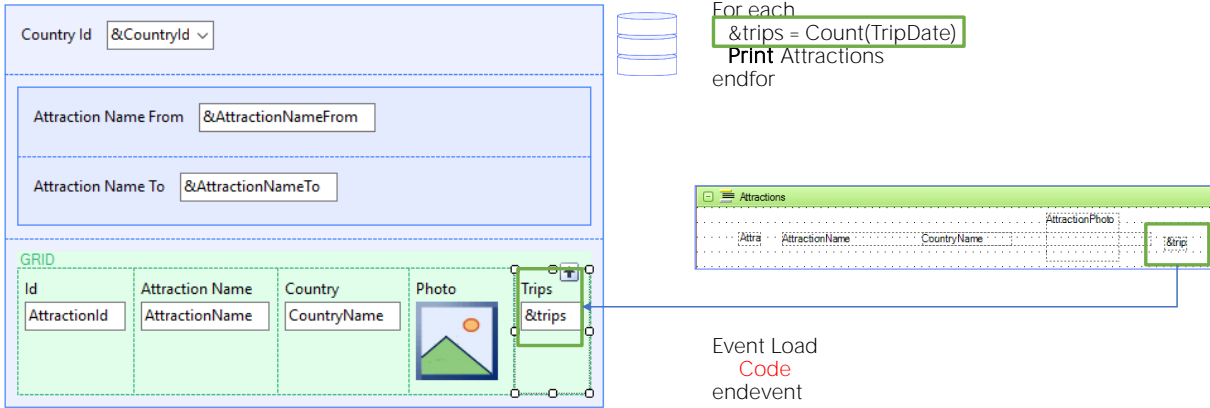 Country Id &CountryId
Attraction Name From &AttractionNameFrom
Attraction Name To &AttractionNameTo
GRID
Id Attraction Name Country Photo Trips
AttractionId AttractionName CountryName &trips
For each
&trips = Count(TripDate)
Print Attractions
endfor
Attractions
AttractionPhoto
Attra AttractionName CountryName &trip
Event Load
Code
endevent